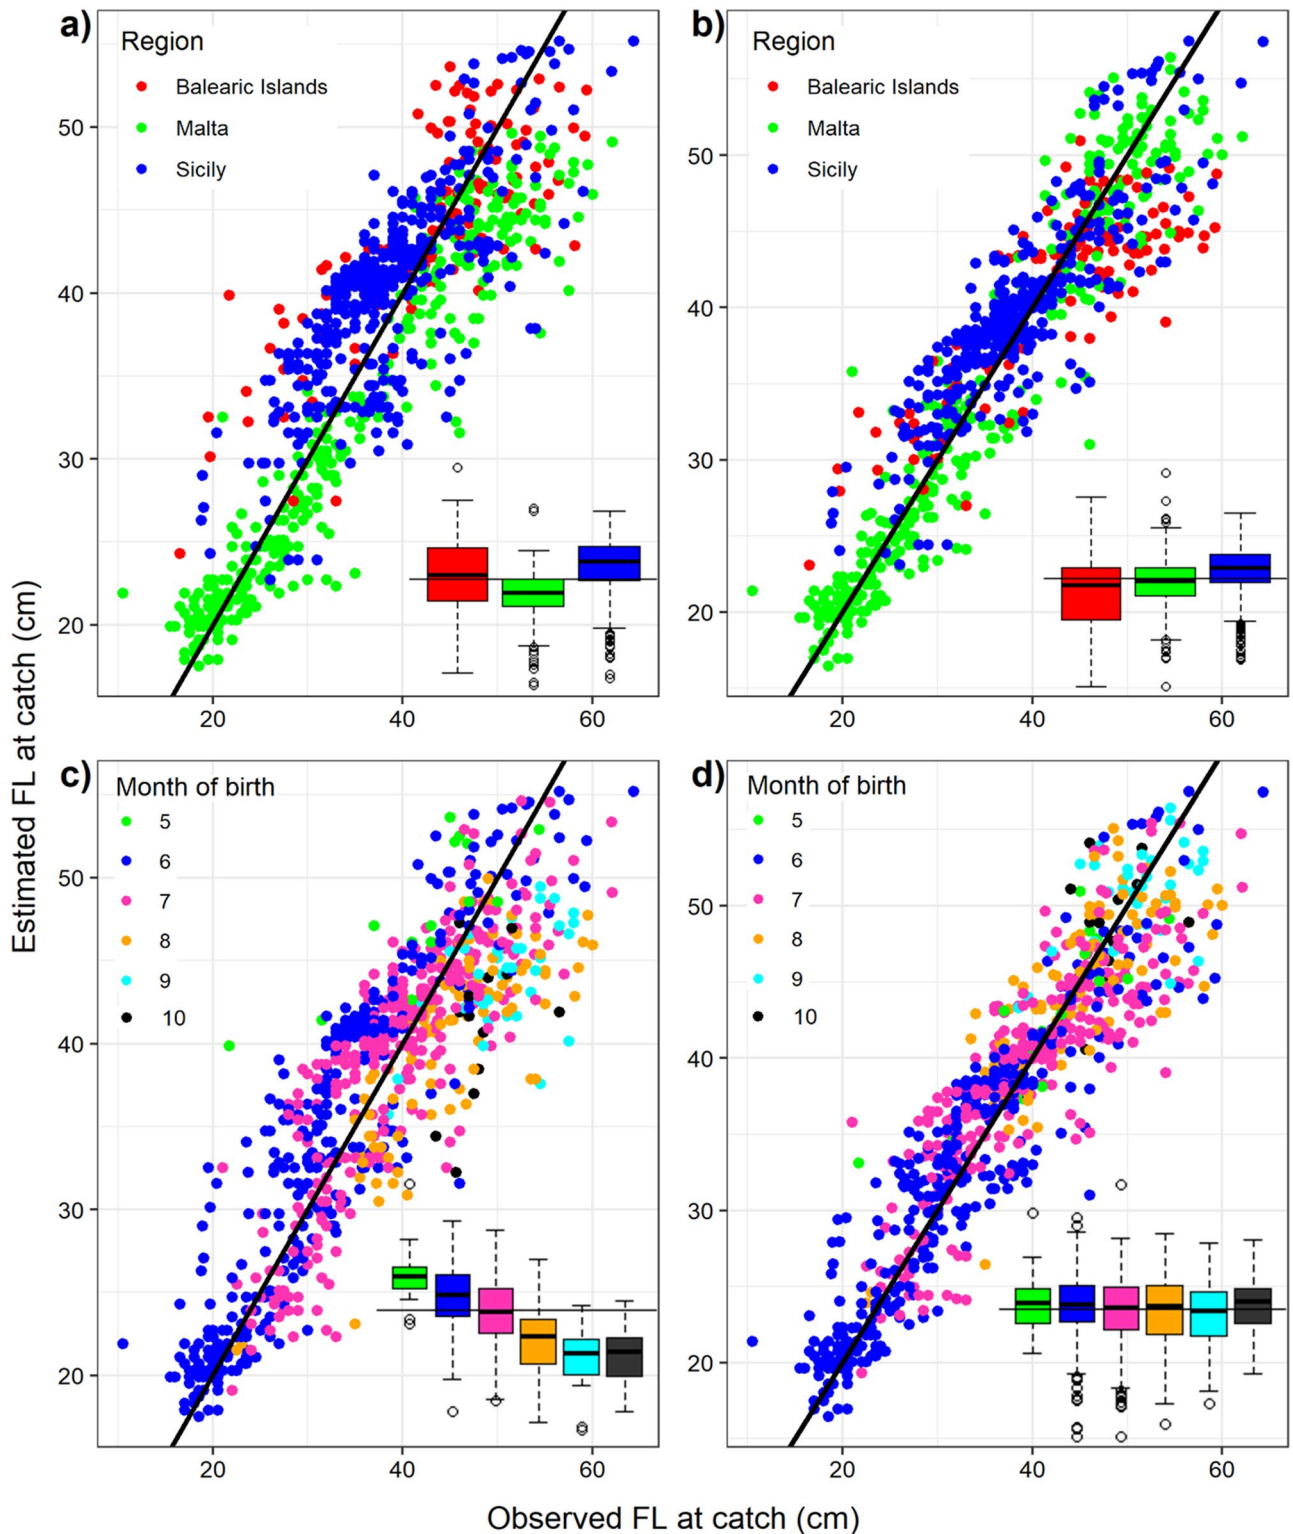 a)
Region
Balearic Islands
Malta
Sicily
50
40
30
20
20 40 60
b)
Region
Balearic Islands
Malta
Sicily
50
40
30
20
20 40 60
c)
Month of birth
5
6
7
8
9
10
50
40
30
20
20 40 60
d)
Month of birth
5
6
7
8
9
10
50
40
30
20
20 40 60
Estimated FL at catch (cm)
Observed FL at catch (cm)